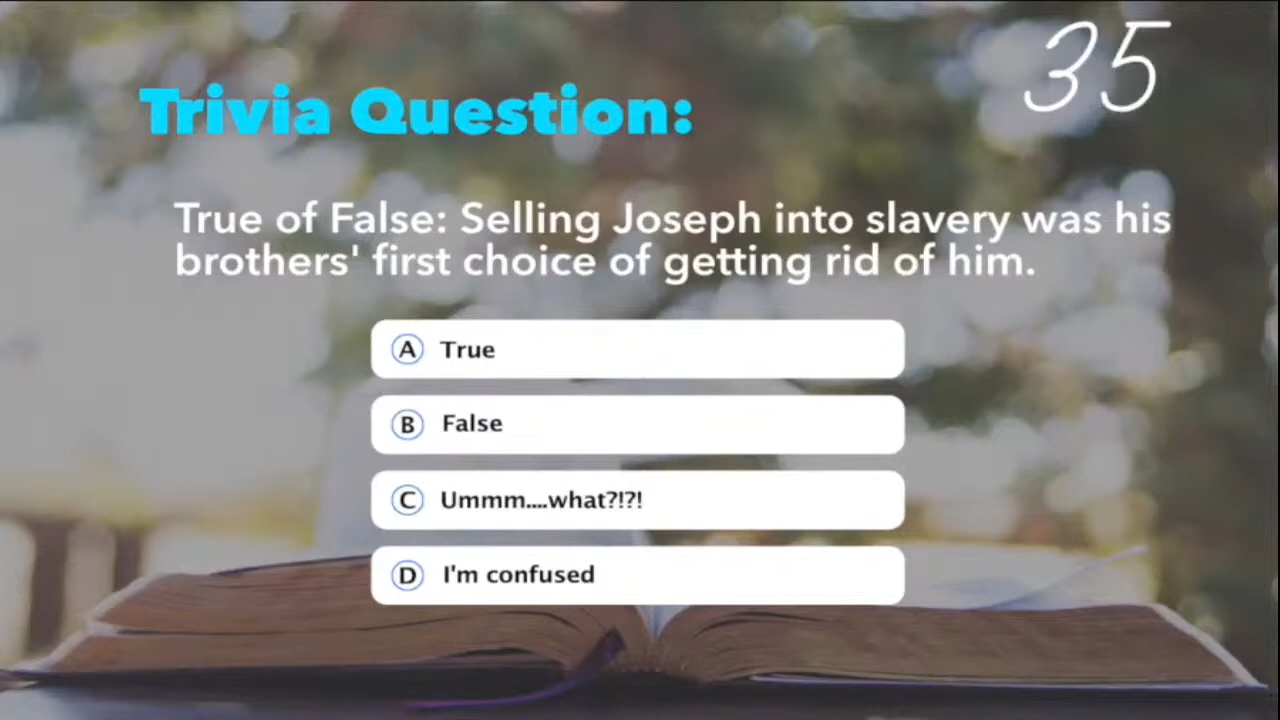 35
Trivia Question:
True of False: Selling Joseph into slavery was his
brothers' first choice of getting rid of him.
A True
B False
C Ummm....what?!?!
D I'm confused